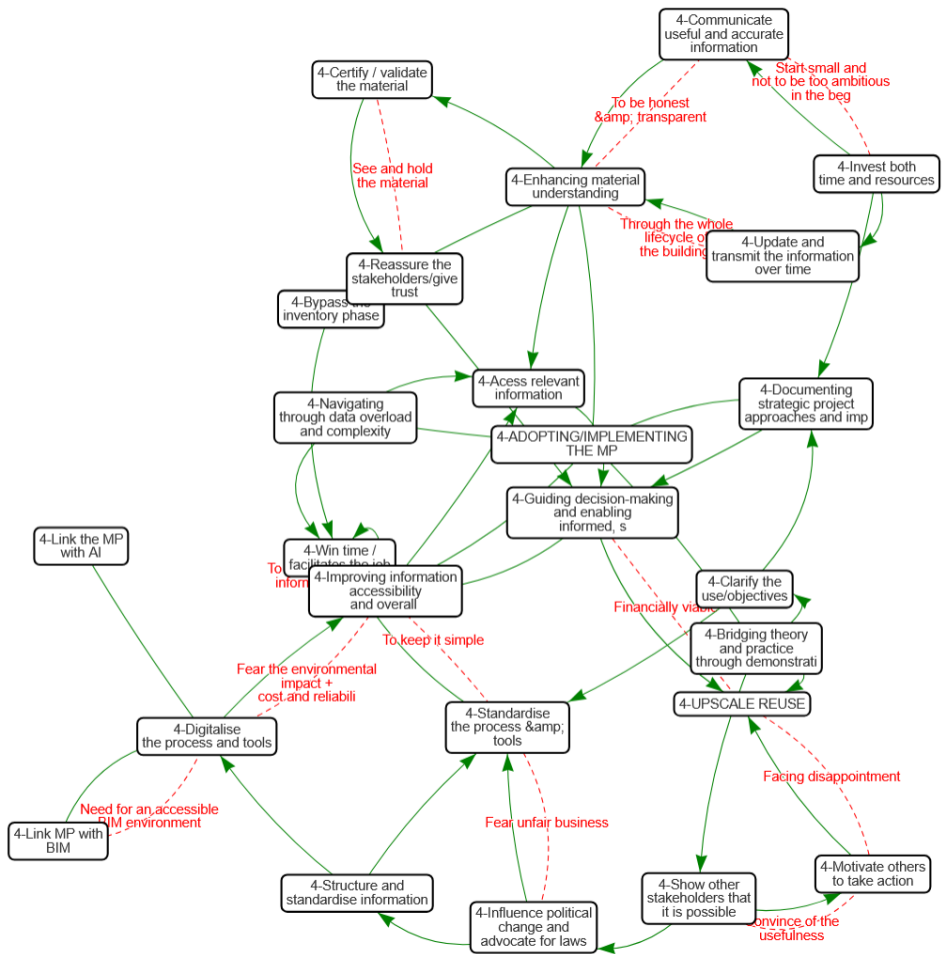 4-Communicate
useful and accurate
information
Start small and
not to be too ambitious
in the beg
4-Certify / validate
the material
To be honest
&amp; transparent
See and hold
the material
4-Enhancing material
understanding
4-Invest both
time and resources
Through the whole
lifecycle of
the building
4-Update and
transmit the information
over time
4-Reassure the
stakeholders/give
trust
4-Bypass the
inventory phase
4-Acess relevant
information
4-Navigating
through data overload
and complexity
4-Documenting
strategic project
approaches and imp
4-ADOPTING/IMPLEMENTING
THE MP
4-Guiding decision-making
and enabling
informed, s
4-Link the MP
with AI
4-Win time /
facilitates the job
To
inform
4-Improving information
accessibility
and overall
4-Clarify the
use/objectives
Financially viable
4-Bridging theory
and practice
through demonstrati
To keep it simple
Fear the environmental
impact +
cost and reliabili
4-UPSCALE REUSE
4-Digitalise
the process and tools
4-Standardise
the process &amp;
tools
Facing disappointment
Need for an accessible
BIM environment
4-Link MP with
BIM
Fear unfair business
4-Motivate others
to take action
4-Structure and
standardise information
4-Show other
stakeholders that
it is possible
4-Influence political
change and
advocate for laws
Convince of the
usefulness